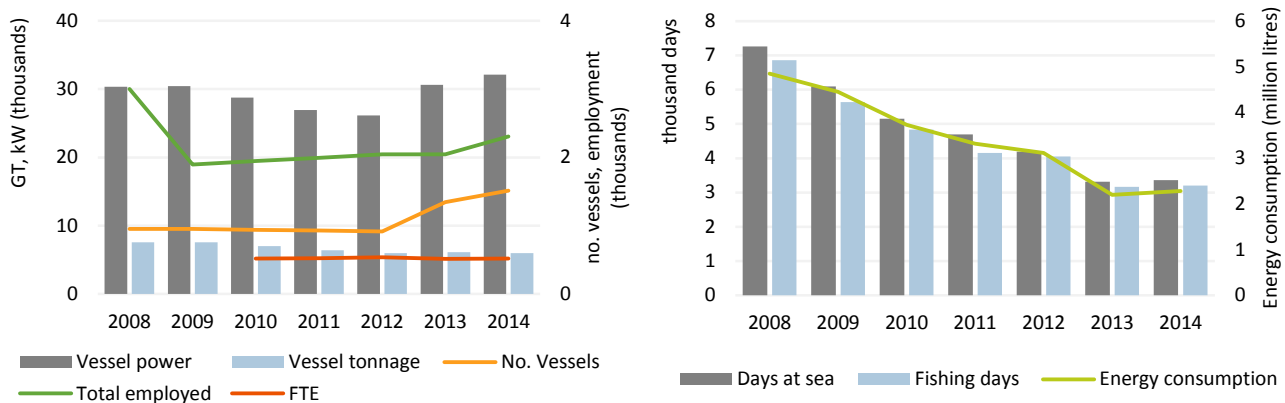 GT, kW (thousands)
40
30
20
10
0
4
2
0
no. vessels, employment
(thousands)
2008 2009 2010 2011 2012 2013 2014
Vessel power Vessel tonnage No. Vessels
Total employed FTE
thousand days
8
7
6
5
4
3
2
1
0
6
5
4
3
2
1
0
Energy consumption (million litres)
2008 2009 2010 2011 2012 2013 2014
Days at sea Fishing days Energy consumption